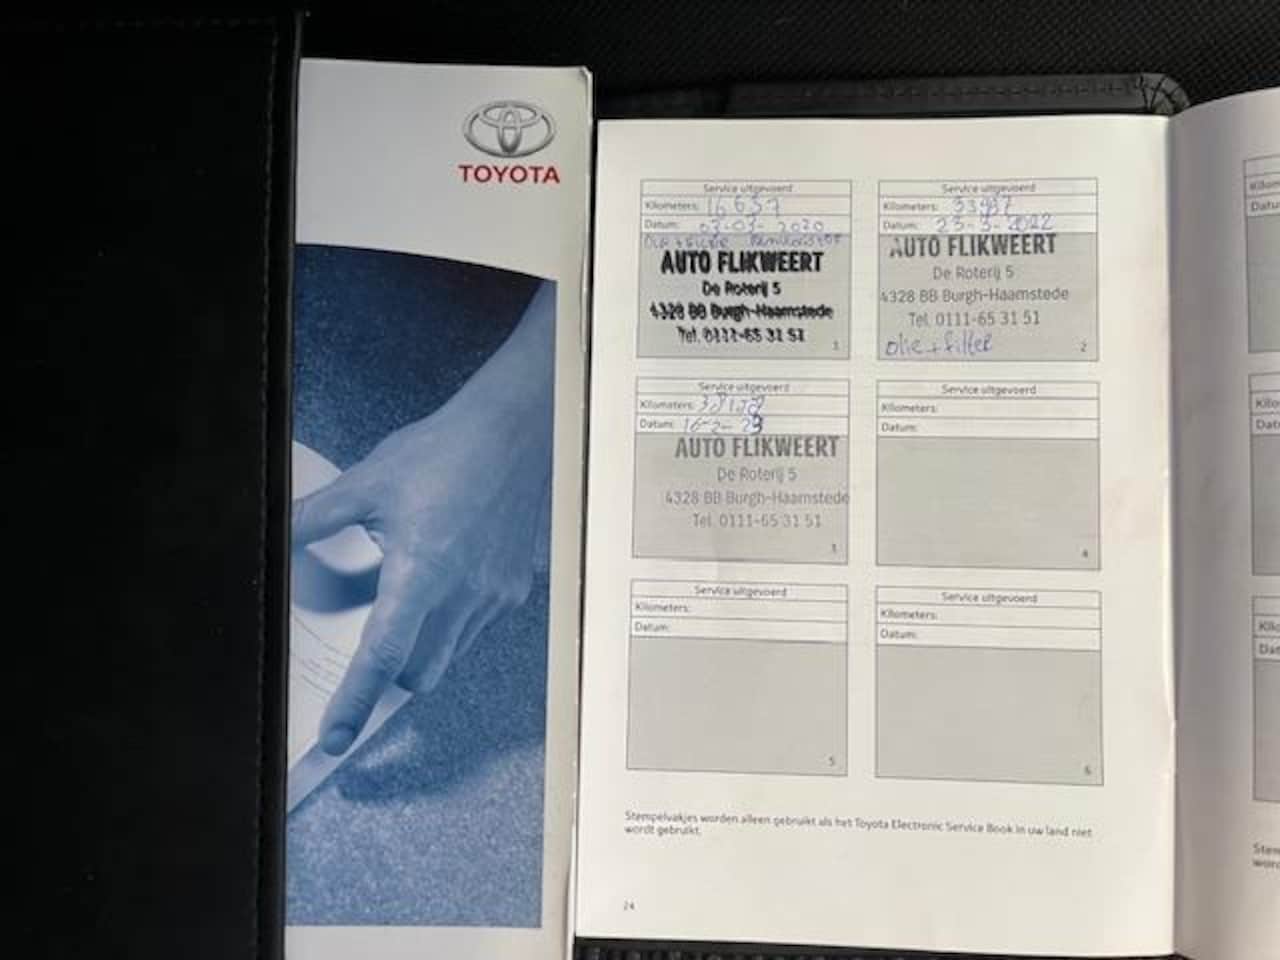 TOYOTA
Service uitgevoerd
Kilometers: 16637
Datum: 03-03-2020
AUTO FLIKWEERT
De Roterij 5
4328 BB Burgh-Haamstede
Tel. 0111-65 31 51
1
Service uitgevoerd
Kilometers:
Datum: 23-3-2022
AUTO FLIKWEERT
De Roterij 5
4328 BB Burgh-Haamstede
Tel. 0111-65 31 51
olie + filter
2
Service uitgevoerd
Kilometers:
Datum: 16-2-23
AUTO FLIKWEERT
De Roterij 5
4328 BB Burgh-Haamstede
Tel. 0111-65 31 51
3
Service uitgevoerd
Kilometers:
Datum:
4
Service uitgevoerd
Kilometers:
Datum:
5
Service uitgevoerd
Kilometers:
Datum:
6
Stempelvakjes worden alleen gebruikt als het Toyota Electronic Service Book in uw land niet
wordt gebruikt.
24